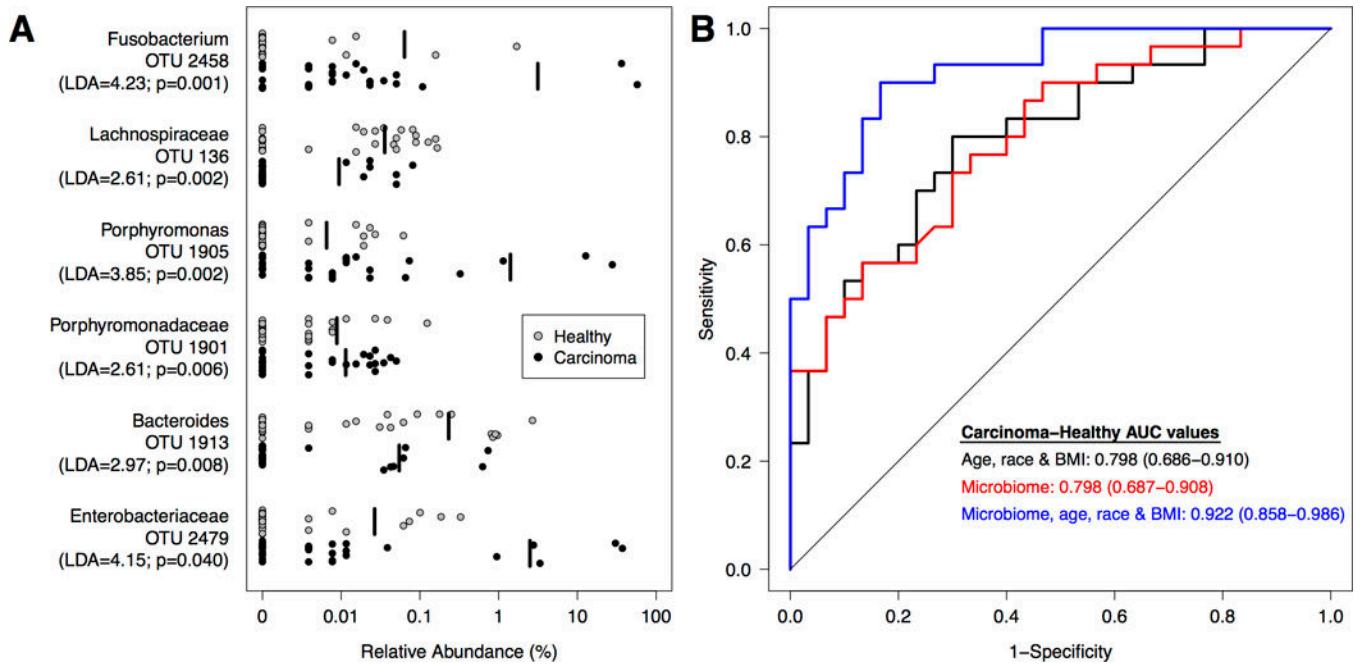 A
Fusobacterium
OTU 2458
(LDA=4.23; p=0.001)
Lachnospiraceae
OTU 136
(LDA=2.61; p=0.002)
Porphyromonas
OTU 1905
(LDA=3.85; p=0.002)
Porphyromonadaceae
OTU 1901
(LDA=2.61; p=0.006)
Bacteroides
OTU 1913
(LDA=2.97; p=0.008)
Enterobacteriaceae
OTU 2479
(LDA=4.15; p=0.040)
Healthy
Carcinoma
0 0.01 0.1 1 10 100
Relative Abundance (%)
B
1.0
0.8
0.6
0.4
0.2
0.0
Sensitivity
Carcinoma−Healthy AUC values
Age, race & BMI: 0.798 (0.686−0.910)
Microbiome: 0.798 (0.687−0.908)
Microbiome, age, race & BMI: 0.922 (0.858−0.986)
0.0 0.2 0.4 0.6 0.8 1.0
1−Specificity